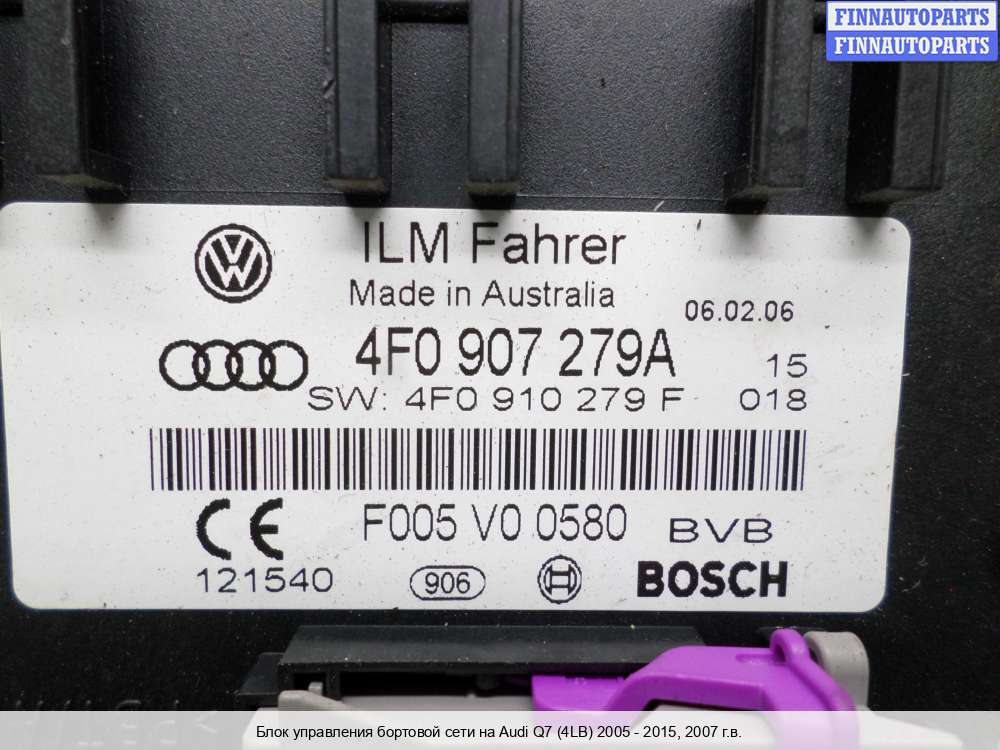 FINNAUTOPARTS
FINNAUTOPARTS
ILM Fahrer
Made in Australia
06.02.06
4F0 907 279A 15
SW: 4F0 910 279 F 018
F005 V0 0580 BVB
CE
121540 906 BOSCH
Блок управления бортовой сети на Audi Q7 (4LB) 2005 - 2015, 2007 г.в.